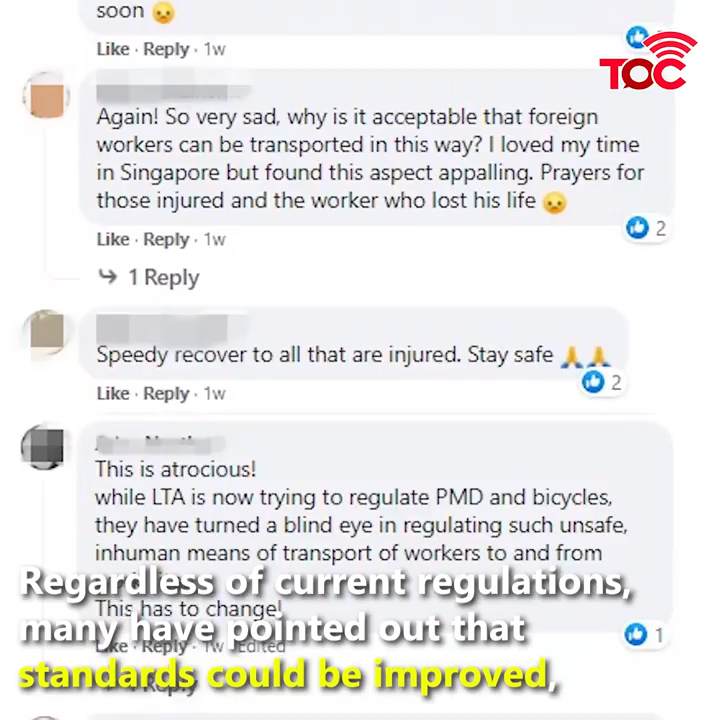 soon
Like · Reply · 1w
TOC
Again! So very sad, why is it acceptable that foreign
workers can be transported in this way? I loved my time
in Singapore but found this aspect appalling. Prayers for
those injured and the worker who lost his life
2
Like · Reply · 1w
1 Reply
Speedy recover to all that are injured. Stay safe
2
Like · Reply · 1w
This is atrocious!
while LTA is now trying to regulate PMD and bicycles,
they have turned a blind eye in regulating such unsafe,
inhuman means of transport of workers to and from
This has to change!
1
Like · Reply · 1w · Edited
Reply
Regardless of current regulations,
many have pointed out that
standards could be improved,